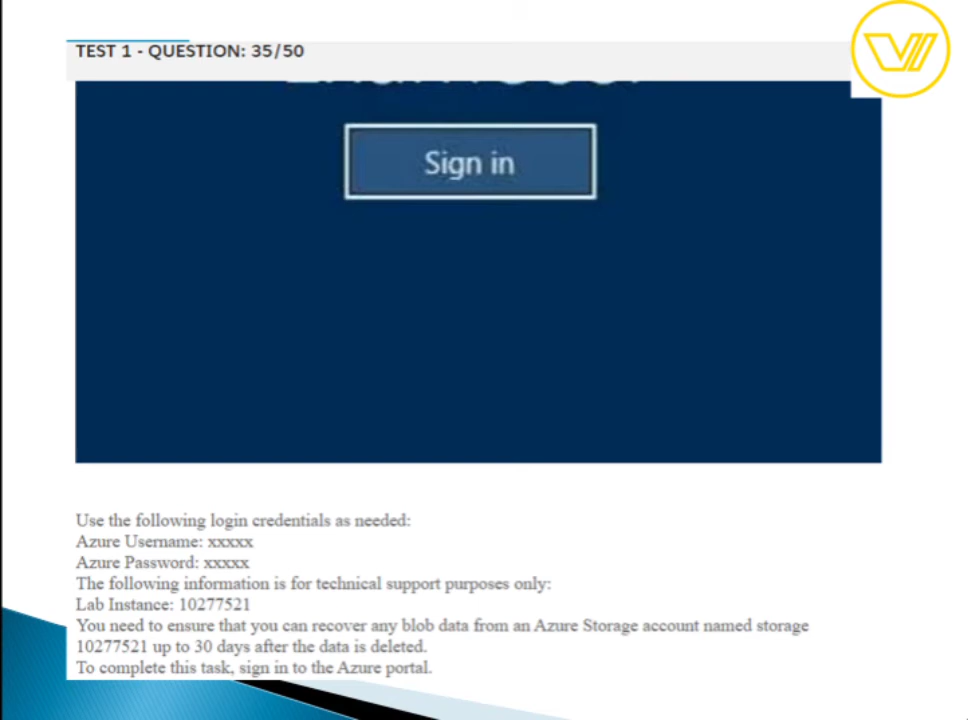 TEST 1 - QUESTION: 35/50
Sign in
Use the following login credentials as needed:
Azure Username: xxxxx
Azure Password: xxxxx
The following information is for technical support purposes only:
Lab Instance: 10277521
You need to ensure that you can recover any blob data from an Azure Storage account named storage
10277521 up to 30 days after the data is deleted.
To complete this task, sign in to the Azure portal.